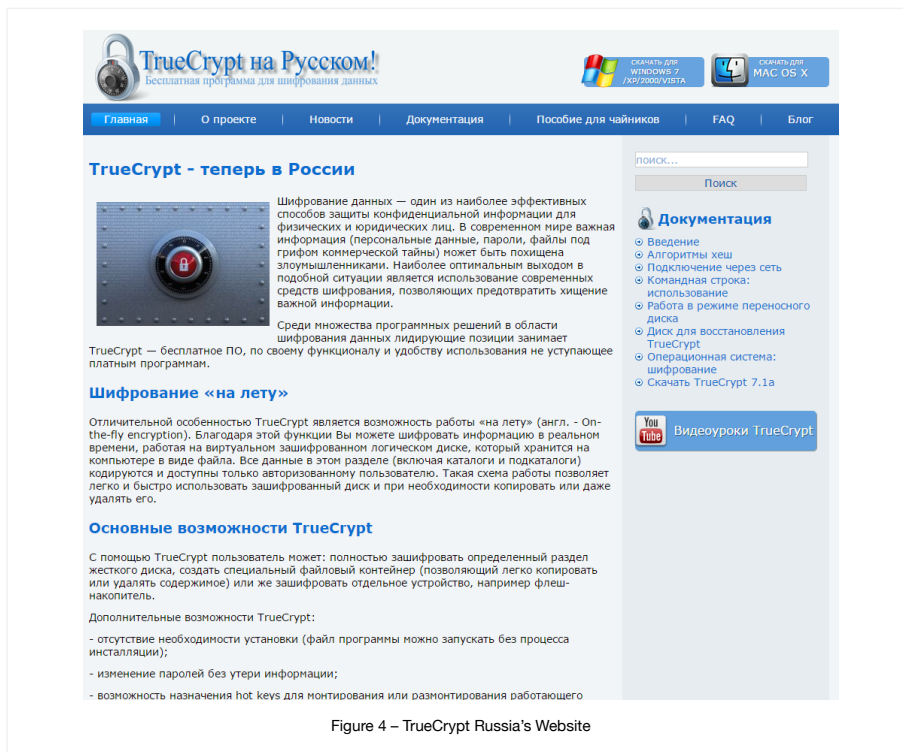 TrueCrypt на Русском!
Бесплатная программа для шифрования данных
СКАЧАТЬ ДЛЯ
WINDOWS 7
/XP/2000/VISTA
СКАЧАТЬ ДЛЯ
MAC OS X
Главная | О проекте | Новости | Документация | Пособие для чайников | FAQ | Блог
TrueCrypt - теперь в России
Шифрование данных — один из наиболее эффективных
способов защиты конфиденциальной информации для
физических и юридических лиц. В современном мире важная
информация (персональные данные, пароли, файлы под
грифом коммерческой тайны) может быть похищена
злоумышленниками. Наиболее оптимальным выходом в
подобной ситуации является использование современных
средств шифрования, позволяющих предотвратить хищение
важной информации.
Среди множества программных решений в области
шифрования данных лидирующие позиции занимает
TrueCrypt — бесплатное ПО, по своему функционалу и удобству использования не уступающее
платным программам.
Шифрование «на лету»
Отличительной особенностью TrueCrypt является возможность работы «на лету» (англ. - On-
the-fly encryption). Благодаря этой функции Вы можете шифровать информацию в реальном
времени, работая на виртуальном зашифрованном логическом диске, который хранится на
компьютере в виде файла. Все данные в этом разделе (включая каталоги и подкаталоги)
кодируются и доступны только авторизованному пользователю. Такая схема работы позволяет
легко и быстро использовать зашифрованный диск и при необходимости копировать или даже
удалять его.
Основные возможности TrueCrypt
С помощью TrueCrypt пользователь может: полностью зашифровать определенный раздел
жесткого диска, создать специальный файловый контейнер (позволяющий легко копировать
или удалять содержимое) или же зашифровать отдельное устройство, например флеш-
накопитель.
Дополнительные возможности TrueCrypt:
- отсутствие необходимости установки (файл программы можно запускать без процесса
инсталляции);
- изменение паролей без утери информации;
- возможность назначения hot keys для монтирования или размонтирования работающего
поиск...
Поиск
Документация
Введение
Алгоритмы хеш
Подключение через сеть
Командная строка:
использование
Работа в режиме переносного
диска
Диск для восстановления
TrueCrypt
Операционная система:
шифрование
Скачать TrueCrypt 7.1a
You
Tube
Видеоуроки TrueCrypt
Figure 4 – TrueCrypt Russia's Website